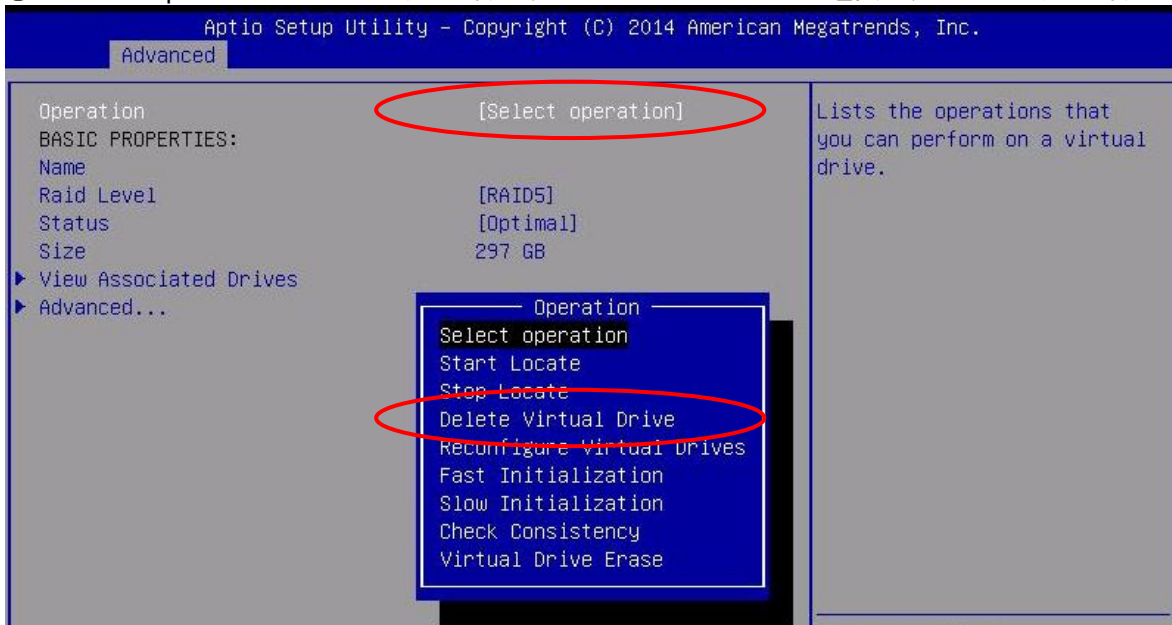 Aptio Setup Utility – Copyright (C) 2014 American Megatrends, Inc.
Advanced
Operation [Select operation]
BASIC PROPERTIES:
Name
Raid Level [RAID5]
Status [Optimal]
Size 297 GB
View Associated Drives
Advanced...
Operation
Select operation
Start Locate
Stop Locate
Delete Virtual Drive
Reconfigure Virtual Drives
Fast Initialization
Slow Initialization
Check Consistency
Virtual Drive Erase
Lists the operations that
you can perform on a virtual
drive.